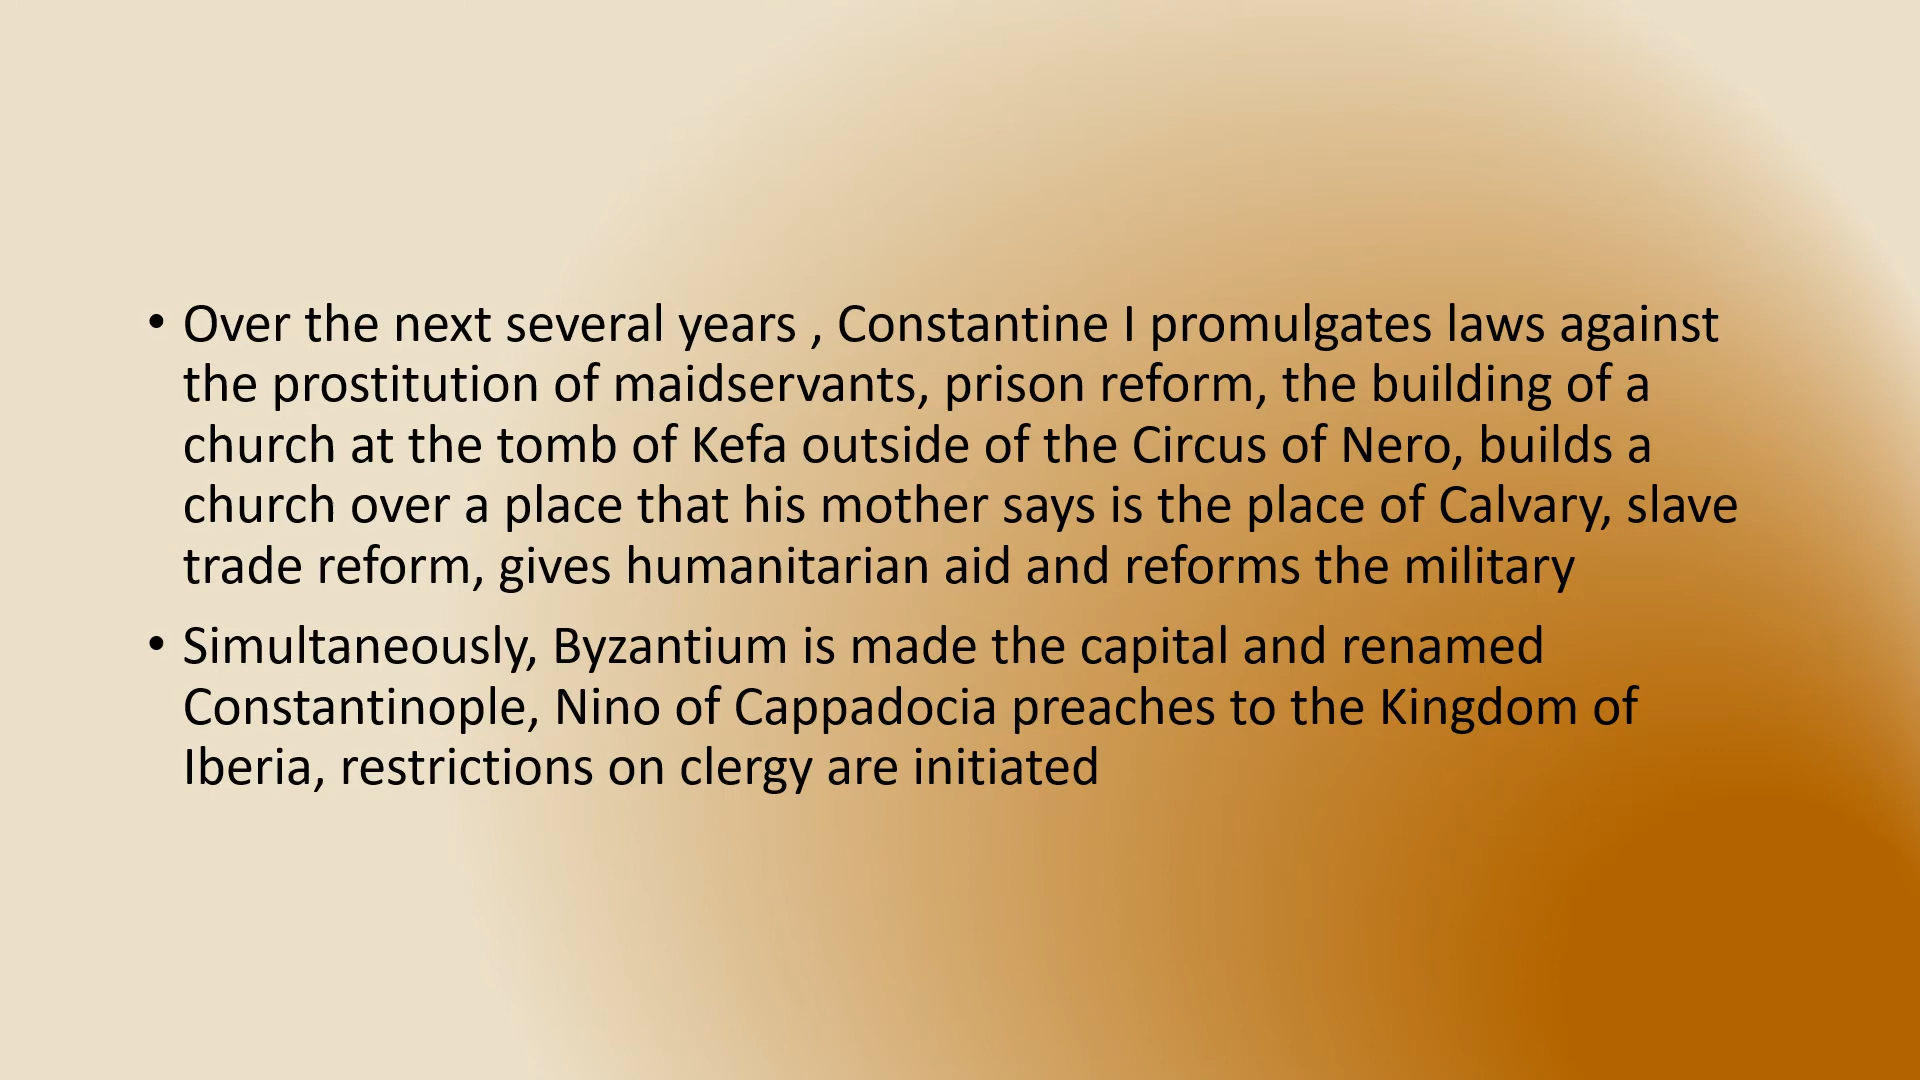 • Over the next several years , Constantine I promulgates laws against
the prostitution of maidservants, prison reform, the building of a
church at the tomb of Kefa outside of the Circus of Nero, builds a
church over a place that his mother says is the place of Calvary, slave
trade reform, gives humanitarian aid and reforms the military
• Simultaneously, Byzantium is made the capital and renamed
Constantinople, Nino of Cappadocia preaches to the Kingdom of
Iberia, restrictions on clergy are initiated